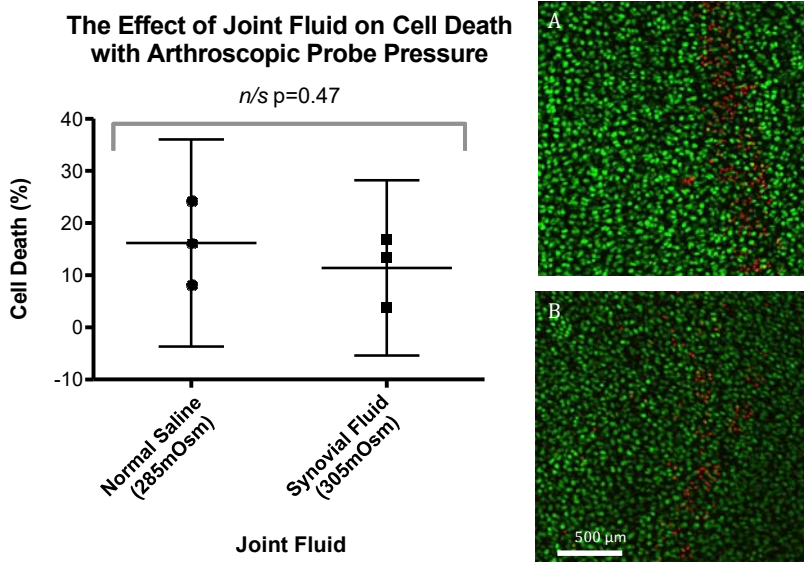 The Effect of Joint Fluid on Cell Death
with Arthroscopic Probe Pressure
n/s p=0.47
40
30
20
10
0
-10
Cell Death (%)
Normal Saline
(285mOsm)
Synovial Fluid
(305mOsm)
Joint Fluid
A
B
500 µm